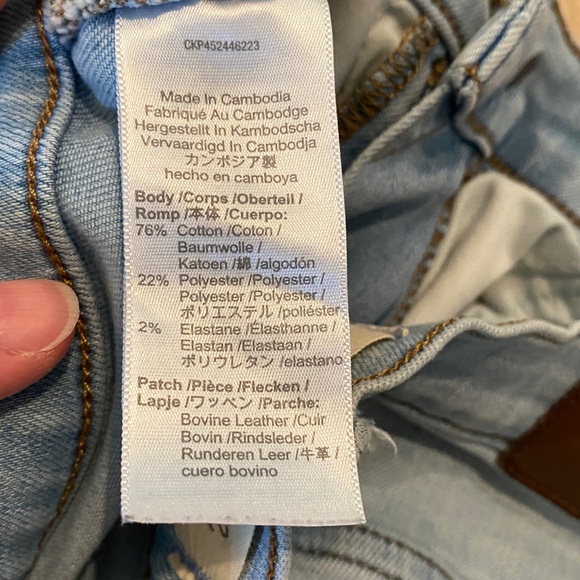 CKP452446223
Made In Cambodia
Fabriqué Au Cambodge
Hergestellt In Kambodscha
Vervaardigd In Cambodja
カンボジア製
hecho en camboya
Body /Corps /Oberteil /
Romp /本体 /Cuerpo:
76% Cotton /Coton /
Baumwolle /
Katoen /綿 /algodón
22% Polyester /Polyester /
Polyester /Polyester /
ポリエステル /poliéster
2% Elastane /Élasthanne /
Elastan /Elastaan /
ポリウレタン /elastano
Patch /Pièce /Flecken /
Lapje /ワッペン /Parche:
Bovine Leather /Cuir
Bovin /Rindsleder /
Runderen Leer /牛革 /
cuero bovino